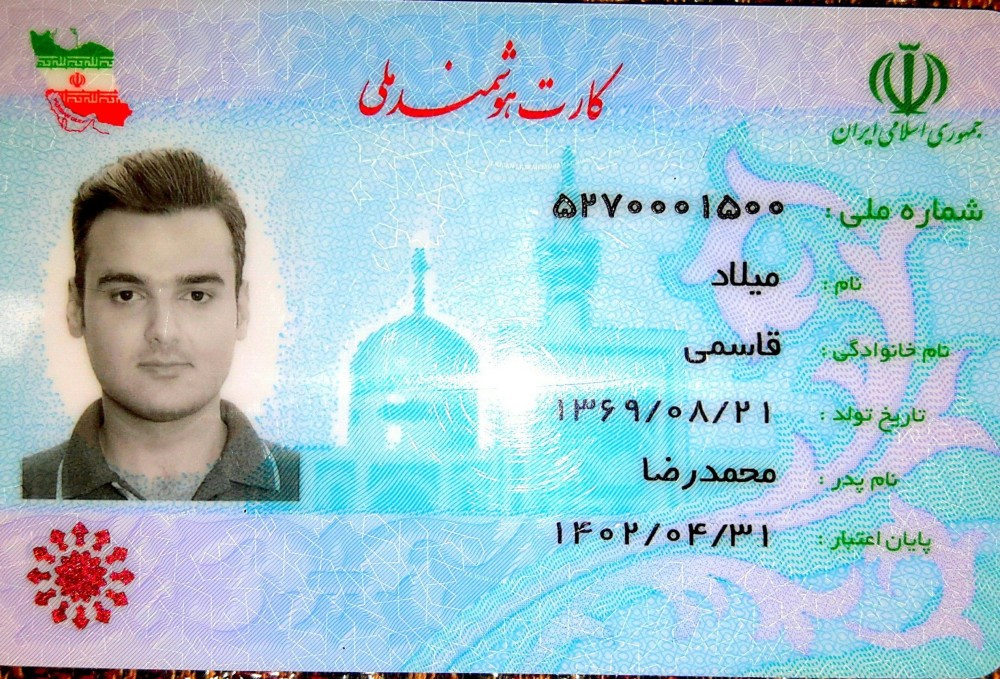 کارت هوشمند ملی
جمهوری اسلامی ایران
شماره ملی : ۵۲۷۰۰۰۱۵۰۰
نام : میلاد
نام خانوادگی : قاسمی
تاریخ تولد : ۱۳۶۹/۰۸/۲۱
نام پدر : محمدرضا
پایان اعتبار : ۱۴۰۲/۰۴/۳۱